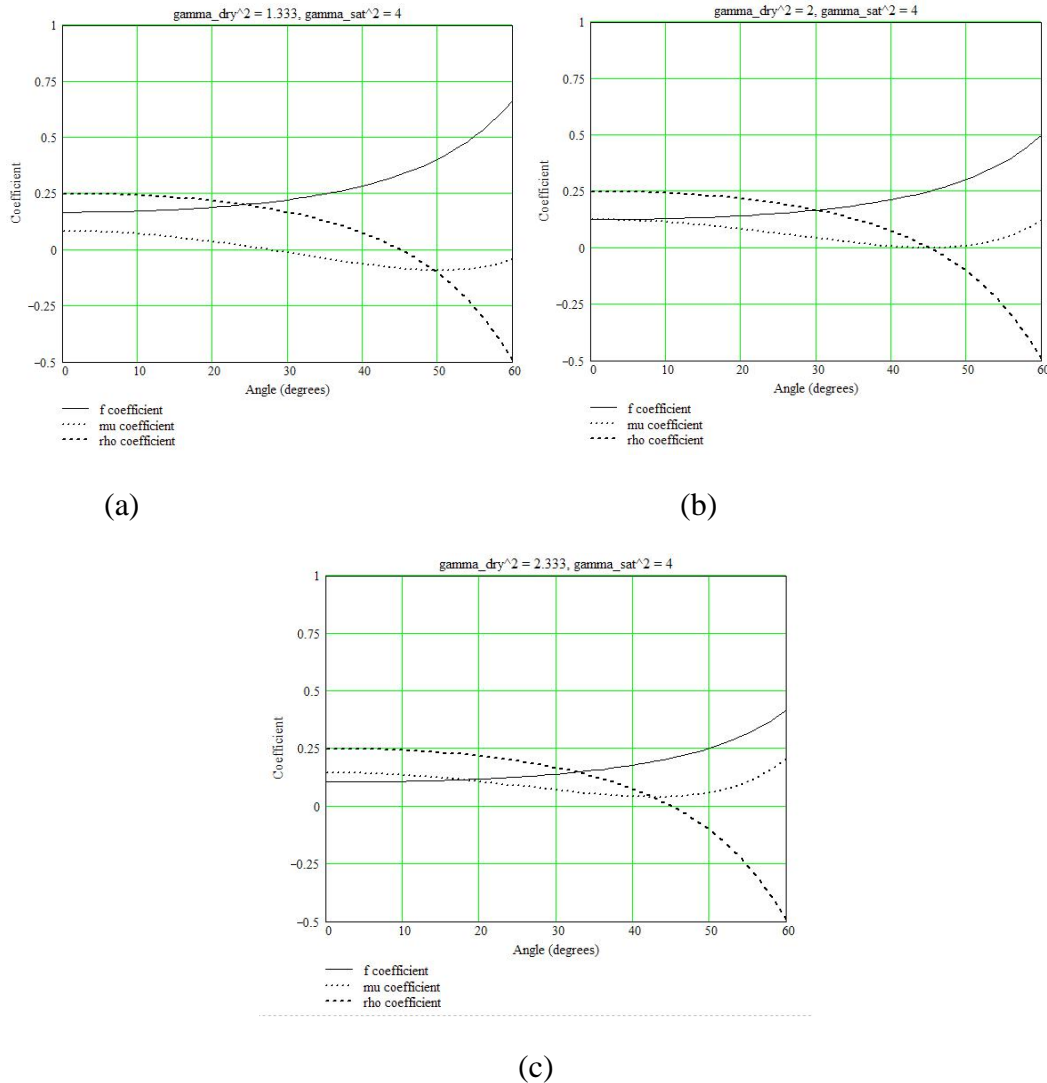 gamma_dry^2 = 1.333, gamma_sat^2 = 4
1
0.75
0.5
0.25
0
−0.25
−0.5
Coefficient
0 10 20 30 40 50 60
Angle (degrees)
f coefficient
mu coefficient
rho coefficient
(a)
gamma_dry^2 = 2, gamma_sat^2 = 4
1
0.75
0.5
0.25
0
−0.25
−0.5
Coefficient
0 10 20 30 40 50 60
Angle (degrees)
f coefficient
mu coefficient
rho coefficient
(b)
gamma_dry^2 = 2.333, gamma_sat^2 = 4
1
0.75
0.5
0.25
0
−0.25
−0.5
Coefficient
0 10 20 30 40 50 60
Angle (degrees)
f coefficient
mu coefficient
rho coefficient
(c)